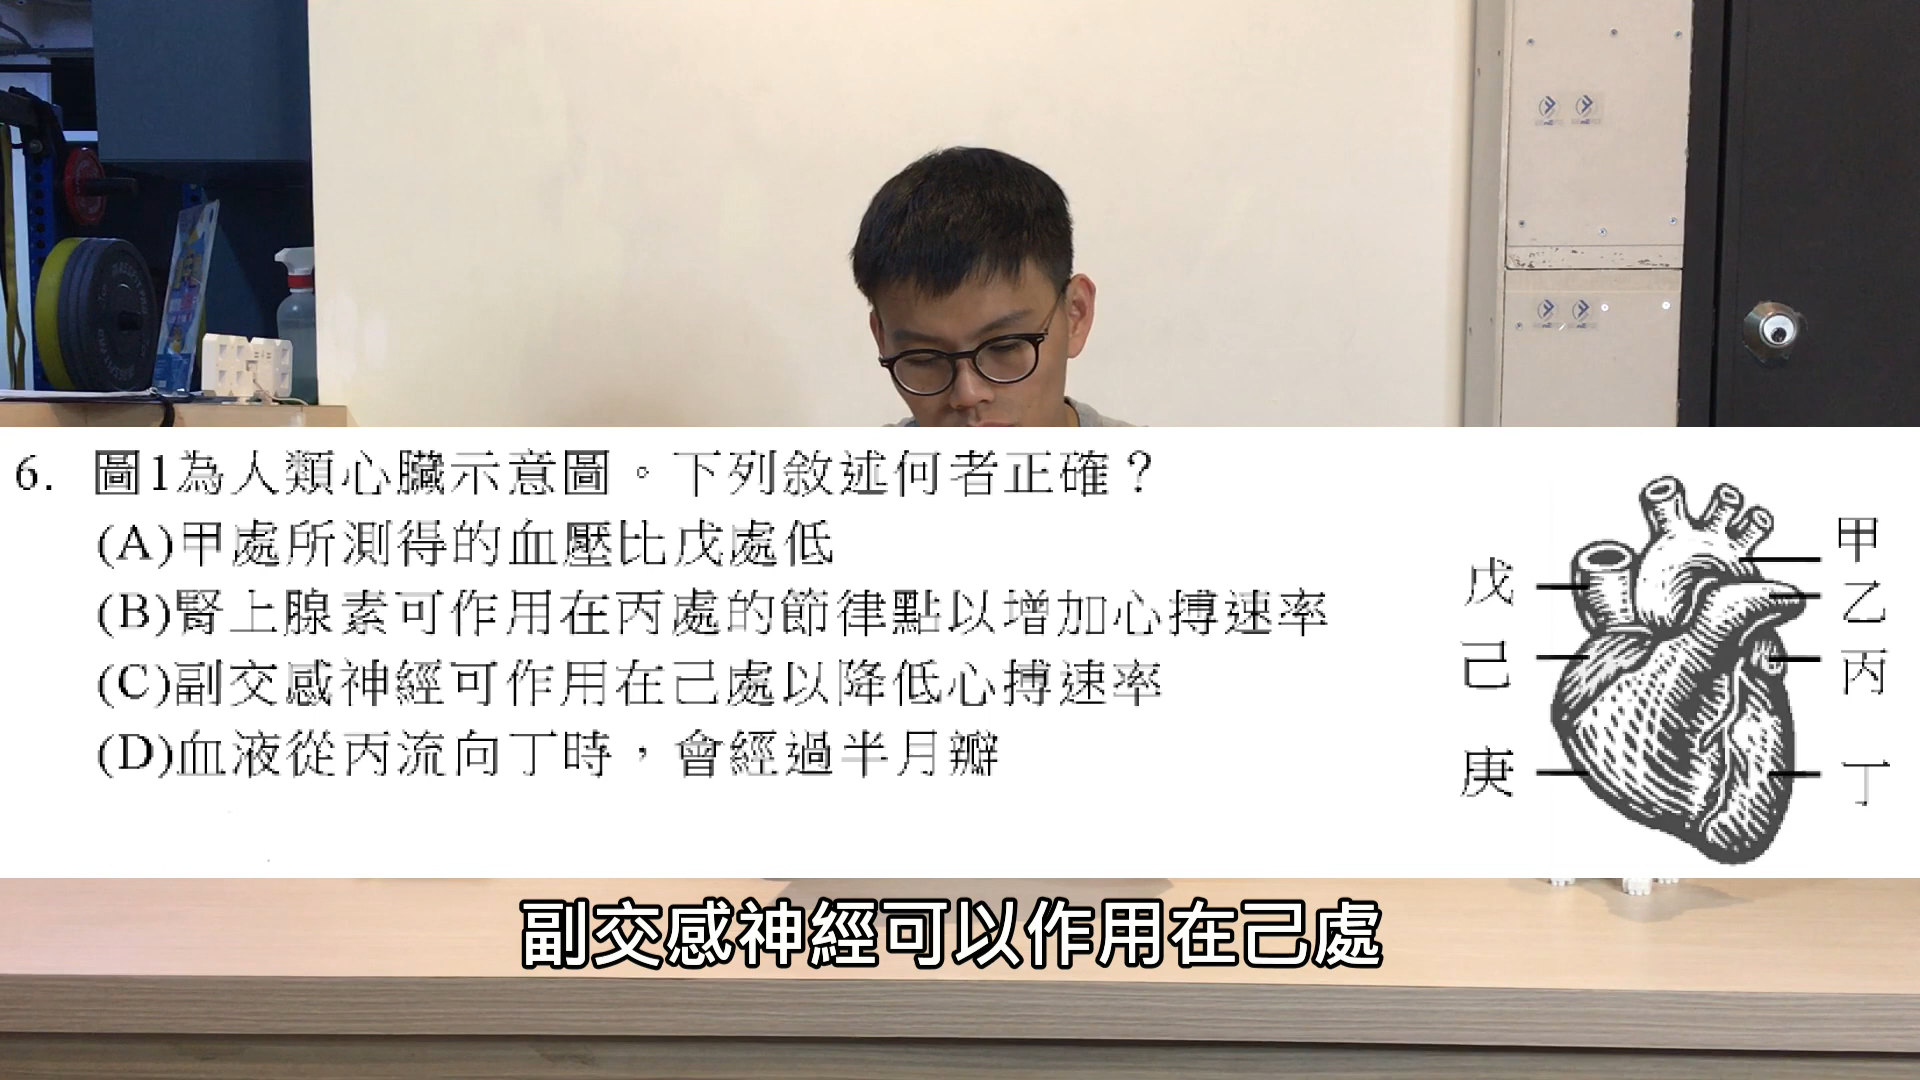 6. 圖1為人類心臟示意圖。下列敘述何者正確？
(A)甲處所測得的血壓比戊處低
(B)腎上腺素可作用在丙處的節律點以增加心搏速率
(C)副交感神經可作用在己處以降低心搏速率
(D)血液從丙流向丁時，會經過半月瓣
甲
戊
乙
己
丙
庚
丁
副交感神經可以作用在己處